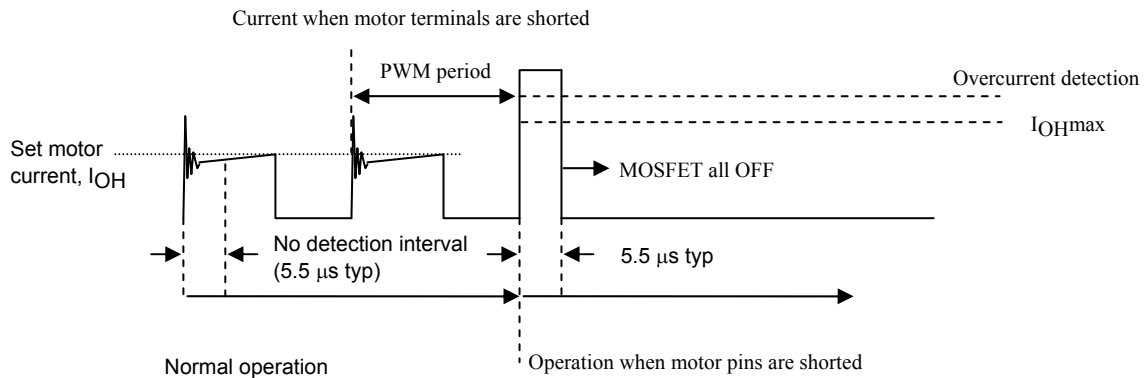 Current when motor terminals are shorted
PWM period
Overcurrent detection
IOHmax
Set motor
current, IOH
MOSFET all OFF
No detection interval
(5.5 μs typ)
5.5 μs typ
Normal operation
Operation when motor pins are shorted